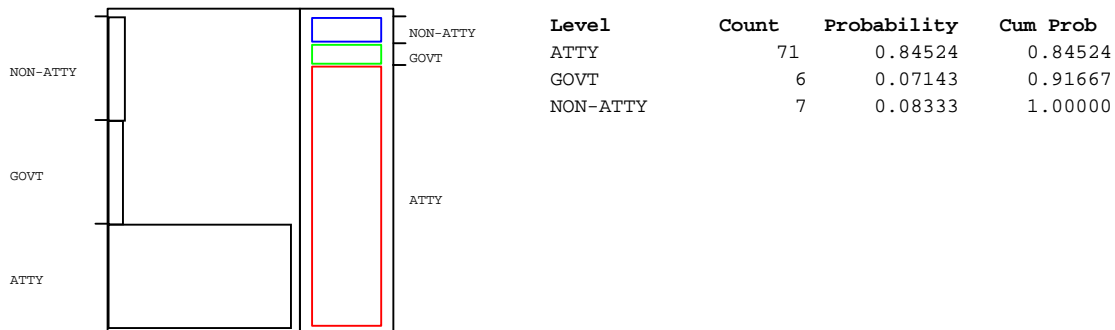 NON-ATTY
GOVT
ATTY
NON-ATTY
GOVT
ATTY
Level Count Probability Cum Prob
ATTY 71 0.84524 0.84524
GOVT 6 0.07143 0.91667
NON-ATTY 7 0.08333 1.00000